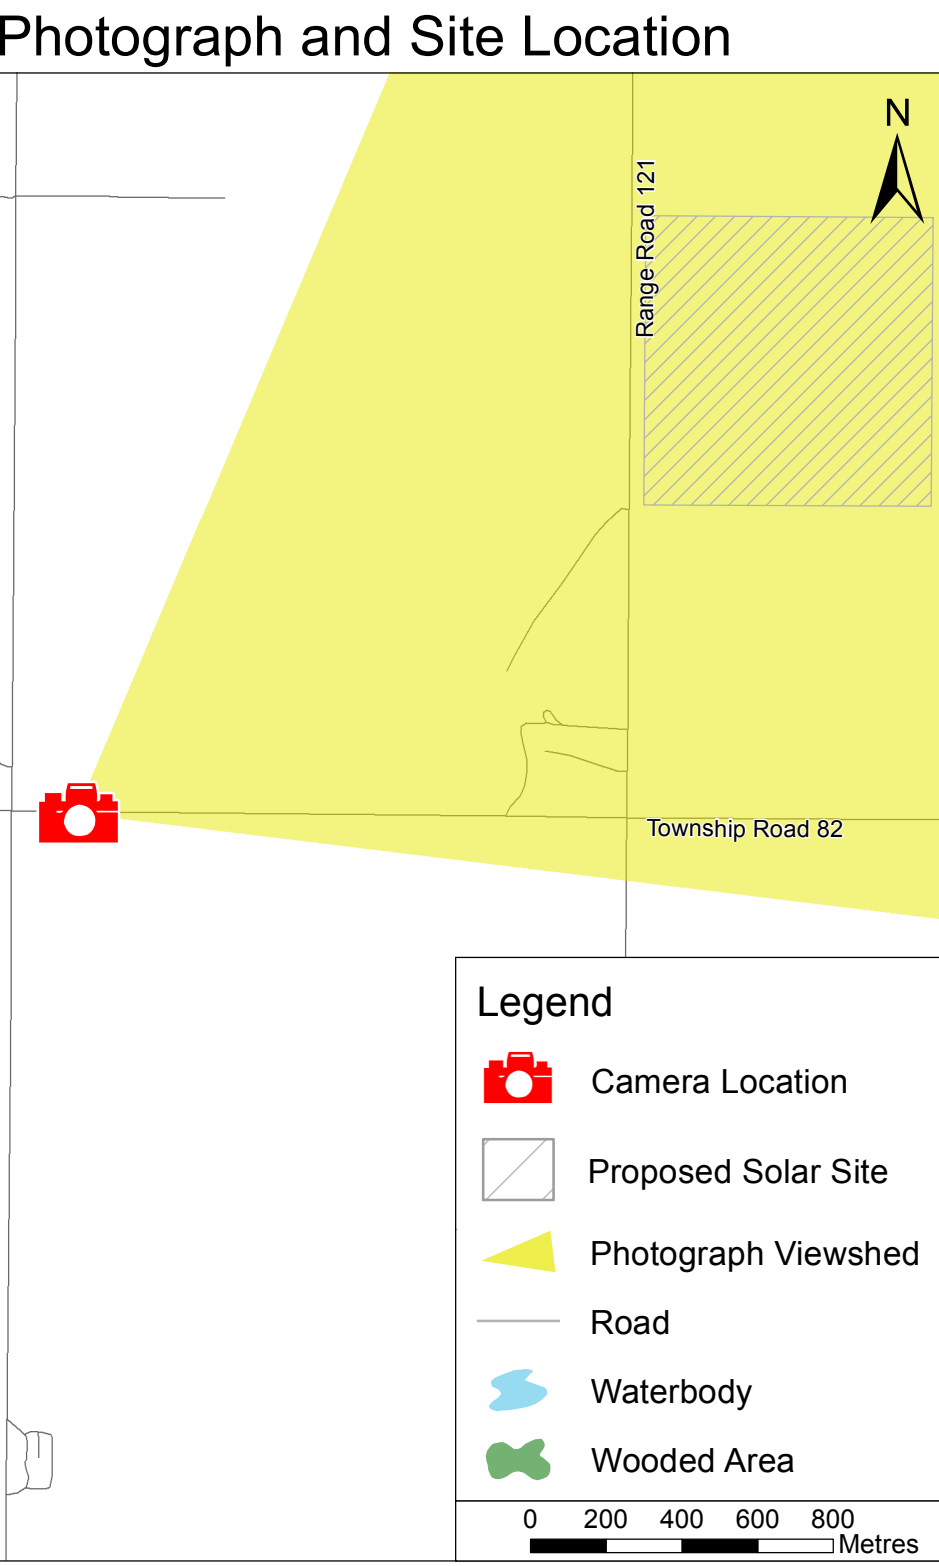 Photograph and Site Location
N
Range Road 121
Township Road 82
Legend
Camera Location
Proposed Solar Site
Photograph Viewshed
Road
Waterbody
Wooded Area
0 200 400 600 800
Metres